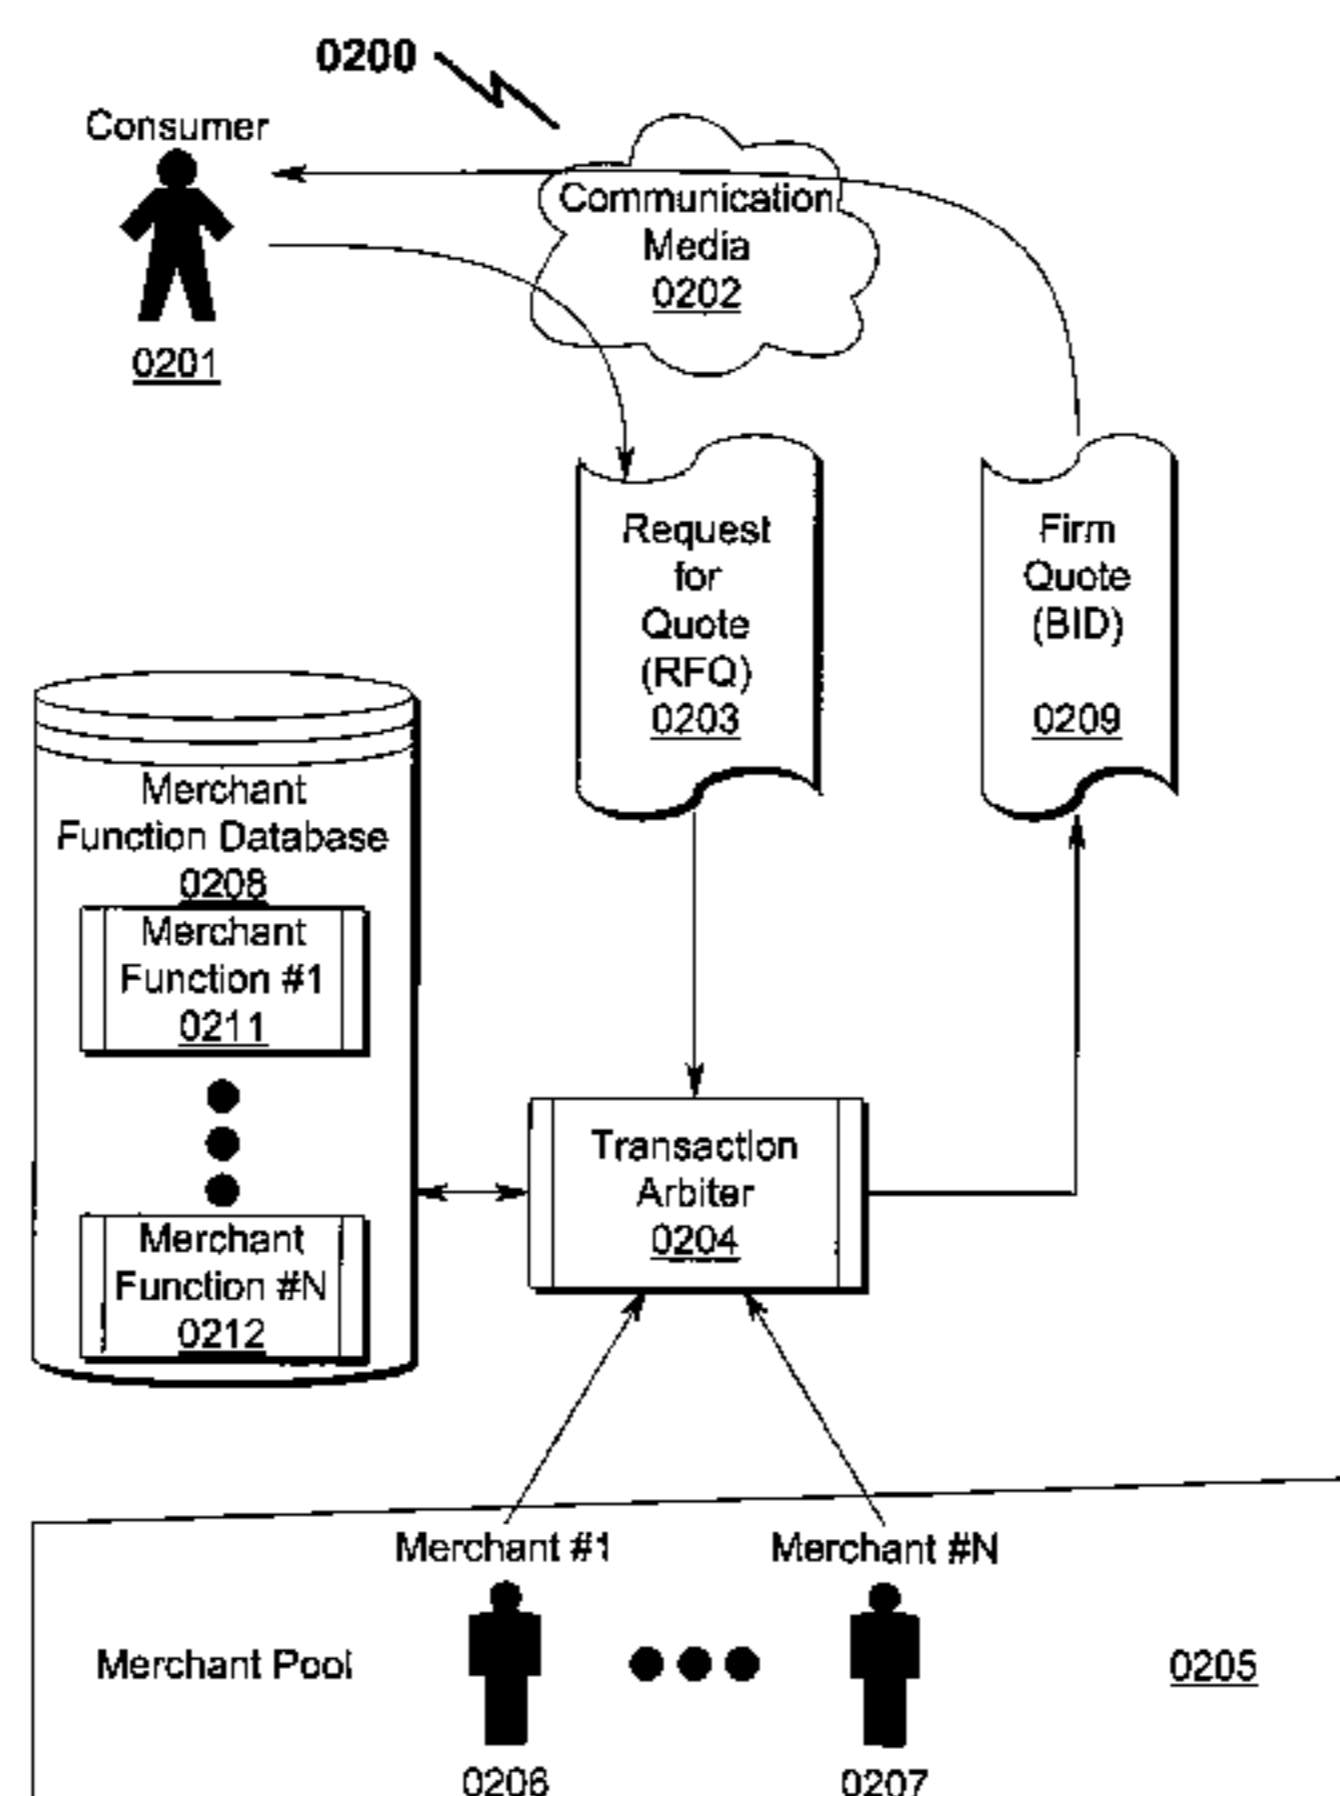 0200
Consumer
0201
Communication
Media
0202
Request
for
Quote
(RFQ)
0203
Firm
Quote
(BID)
0209
Merchant
Function Database
0208
Merchant
Function #1
0211
Merchant
Function #N
0212
Transaction
Arbiter
0204
Merchant #1
Merchant #N
Merchant Pool
0205
0206
0207